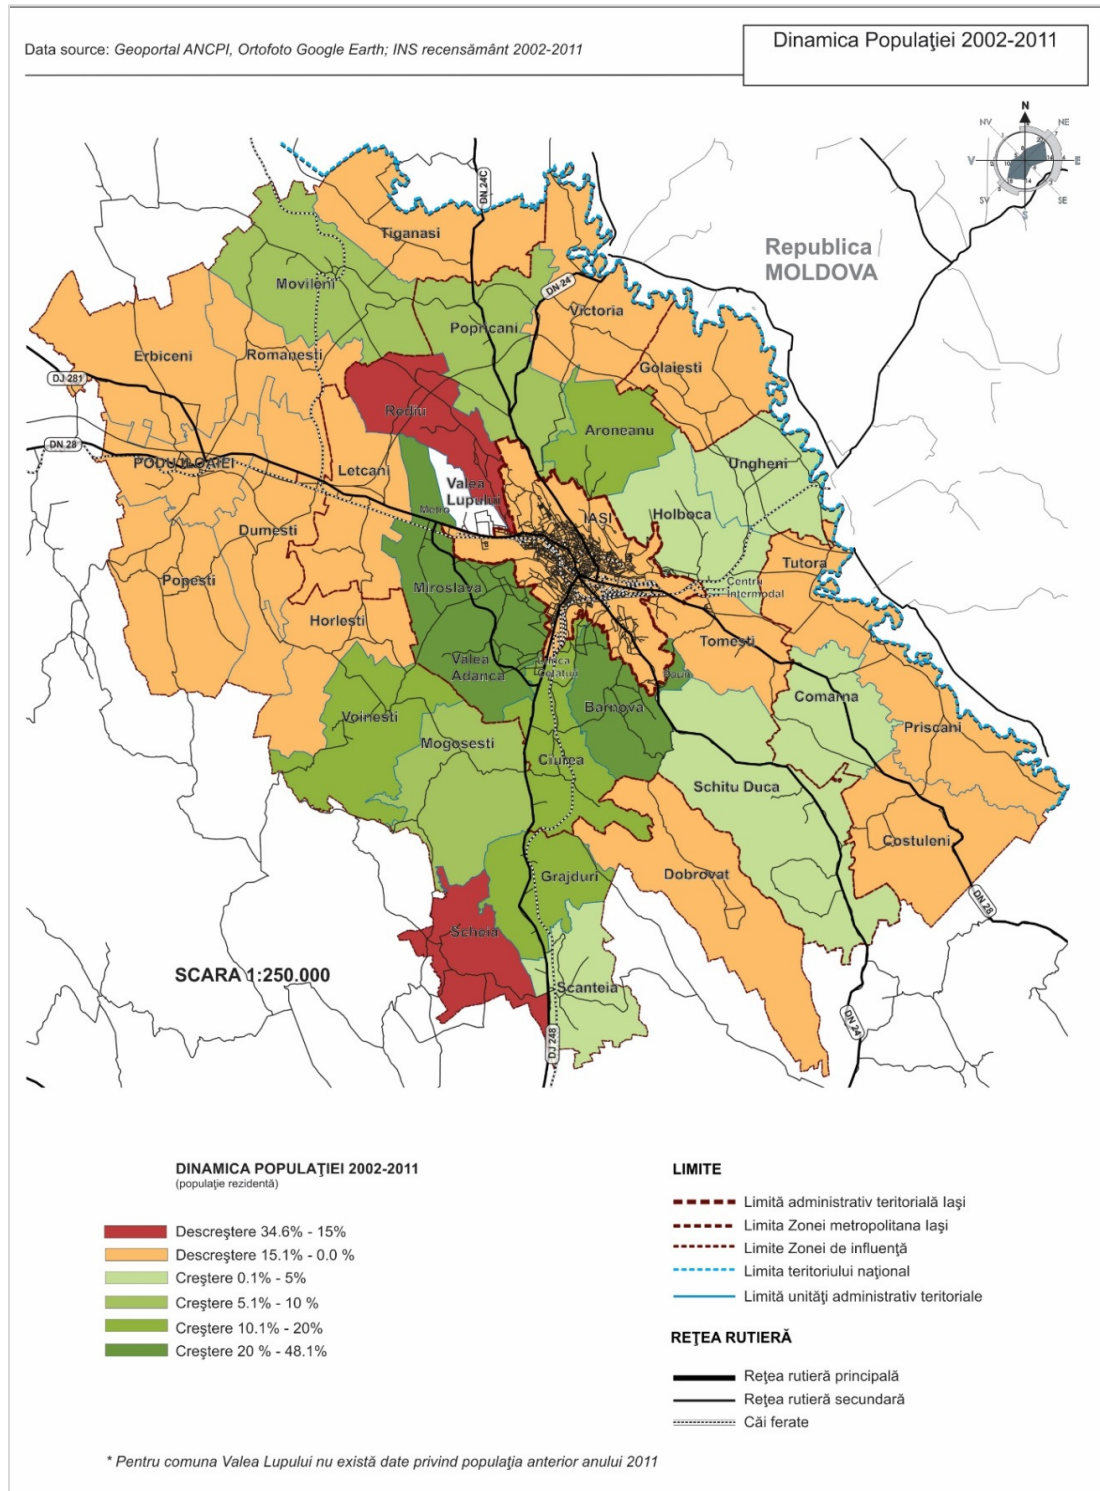 Data source: Geoportal ANCPI, Ortofoto Google Earth; INS recensământ 2002-2011
Dinamica Populaţiei 2002-2011
N
NV
NE
V
E
SV
SE
S
DN 24C
Tiganasi
Republica
MOLDOVA
Movileni
DN 24
Victoria
Popricani
Erbiceni
Romanesti
Golaiesti
DJ 281
Rediu
Aroneanu
DN 28
PODU ILOAIEI
Letcani
Valea
Lupului
Ungheni
Metro
IAȘI
Holboca
Dumesti
Tutora
Popesti
Miroslava
Centru
Intermodal
Horlesti
Tomești
Valea
Adanca
Comarna
Voinesti
Barnova
Priscani
Mogosesti
Ciurea
Schitu Duca
Costuleni
Grajduri
Dobrovat
DN 28
Scheia
SCARA 1:250.000
Scanteia
DN 24
DJ 248
DINAMICA POPULAŢIEI 2002-2011
(populaţie rezidentă)
Descreştere 34.6% - 15%
Descreştere 15.1% - 0.0 %
Creştere 0.1% - 5%
Creştere 5.1% - 10 %
Creştere 10.1% - 20%
Creştere 20 % - 48.1%
LIMITE
Limită administrativ teritorială Iaşi
Limita Zonei metropolitana Iaşi
Limite Zonei de influenţă
Limita teritoriului naţional
Limită unităţi administrativ teritoriale
REŢEA RUTIERĂ
Reţea rutieră principală
Reţea rutieră secundară
Căi ferate
* Pentru comuna Valea Lupului nu există date privind populaţia anterior anului 2011